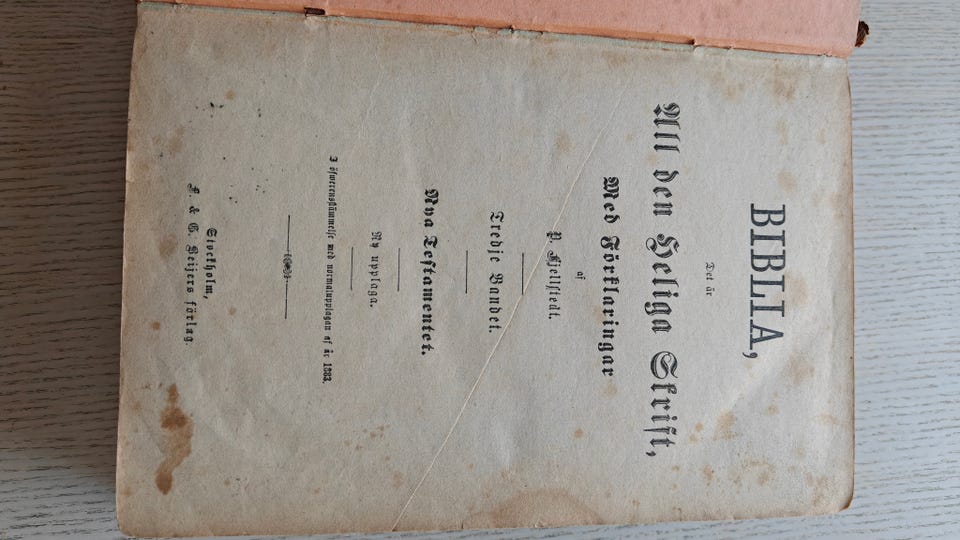 BIBLIA,
Det är
All den Heliga Skrift,
Med Förklaringar
af
P. Fjellstedt.
Tredje Bandet.
Nya Testamentet.
Ny upplaga.
I öfwerensstämmelse med normalupplagan af år 1883.
Stockholm,
F. & G. Beijers förlag.